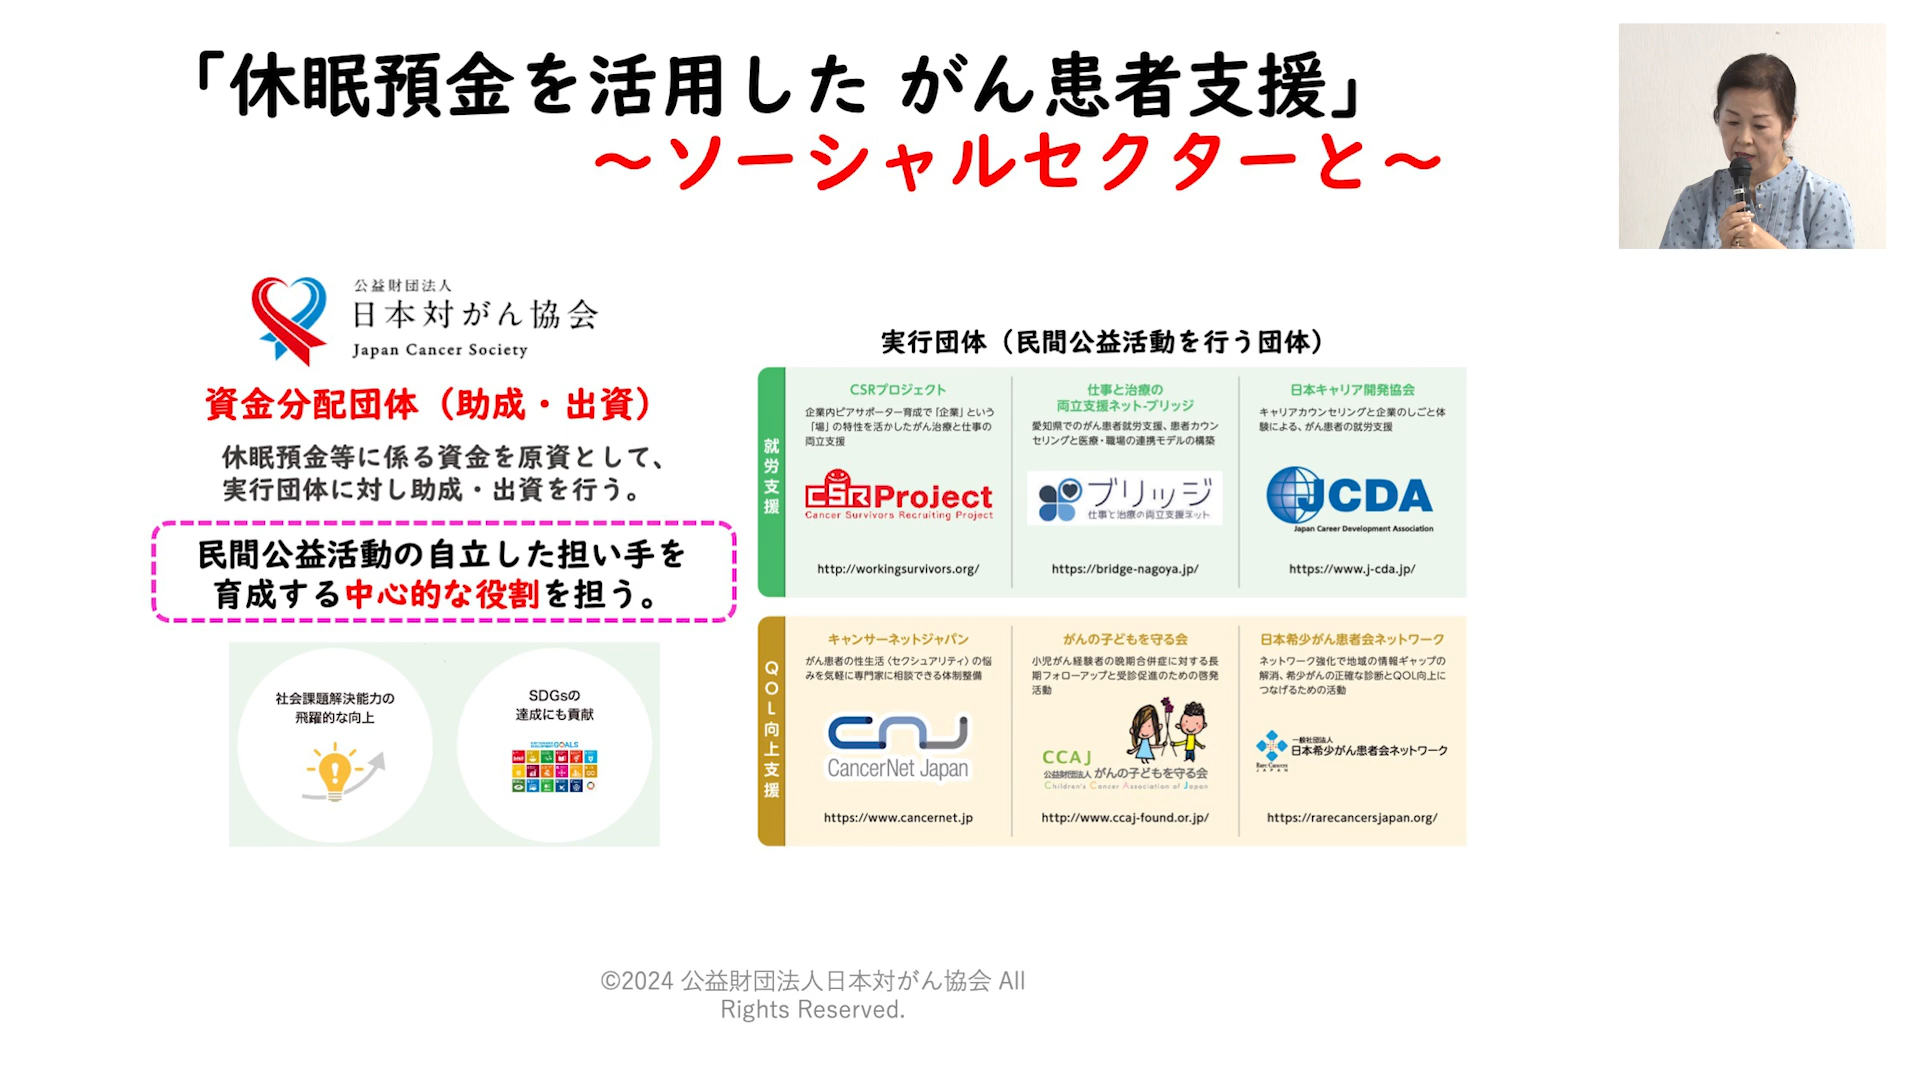 「休眠預金を活用した がん患者支援」
～ソーシャルセクターと～
公益財団法人
日本対がん協会
Japan Cancer Society
資金分配団体（助成・出資）
休眠預金等に係る資金を原資として、
実行団体に対し助成・出資を行う。
民間公益活動の自立した担い手を
育成する中心的な役割を担う。
社会課題解決能力の
飛躍的な向上
SDGsの
達成にも貢献
実行団体（民間公益活動を行う団体）
就労支援
CSRプロジェクト
企業内ピアサポーター育成で「企業」という
「場」の特性を活かしたがん治療と仕事の
両立支援
CSR Project
Cancer Survivors Recruiting Project
http://workingsurvivors.org/
仕事と治療の
両立支援ネット-ブリッジ
愛知県でのがん患者就労支援、患者カウン
セリングと医療・職場の連携モデルの構築
ブリッジ
仕事と治療の両立支援ネット
https://bridge-nagoya.jp/
日本キャリア開発協会
キャリアカウンセリングと企業のしごと体
験による、がん患者の就労支援
JCDA
Japan Career Development Association
https://www.j-cda.jp/
QOL向上支援
キャンサーネットジャパン
がん患者の性生活〈セクシュアリティ〉の悩
みを気軽に専門家に相談できる体制整備
CNJ
CancerNet Japan
https://www.cancernet.jp
がんの子どもを守る会
小児がん経験者の晩期合併症に対する長
期フォローアップと受診促進のための啓発
活動
CCAJ
公益財団法人 がんの子どもを守る会
Children's Cancer Association of Japan
http://www.ccaj-found.or.jp/
日本希少がん患者会ネットワーク
ネットワーク強化で地域の情報ギャップの
解消、希少がんの正確な診断とQOL向上に
つなげるための活動
一般社団法人
日本希少がん患者会ネットワーク
Rare Cancers
JAPAN
https://rarecancersjapan.org/
©2024 公益財団法人日本対がん協会 All
Rights Reserved.